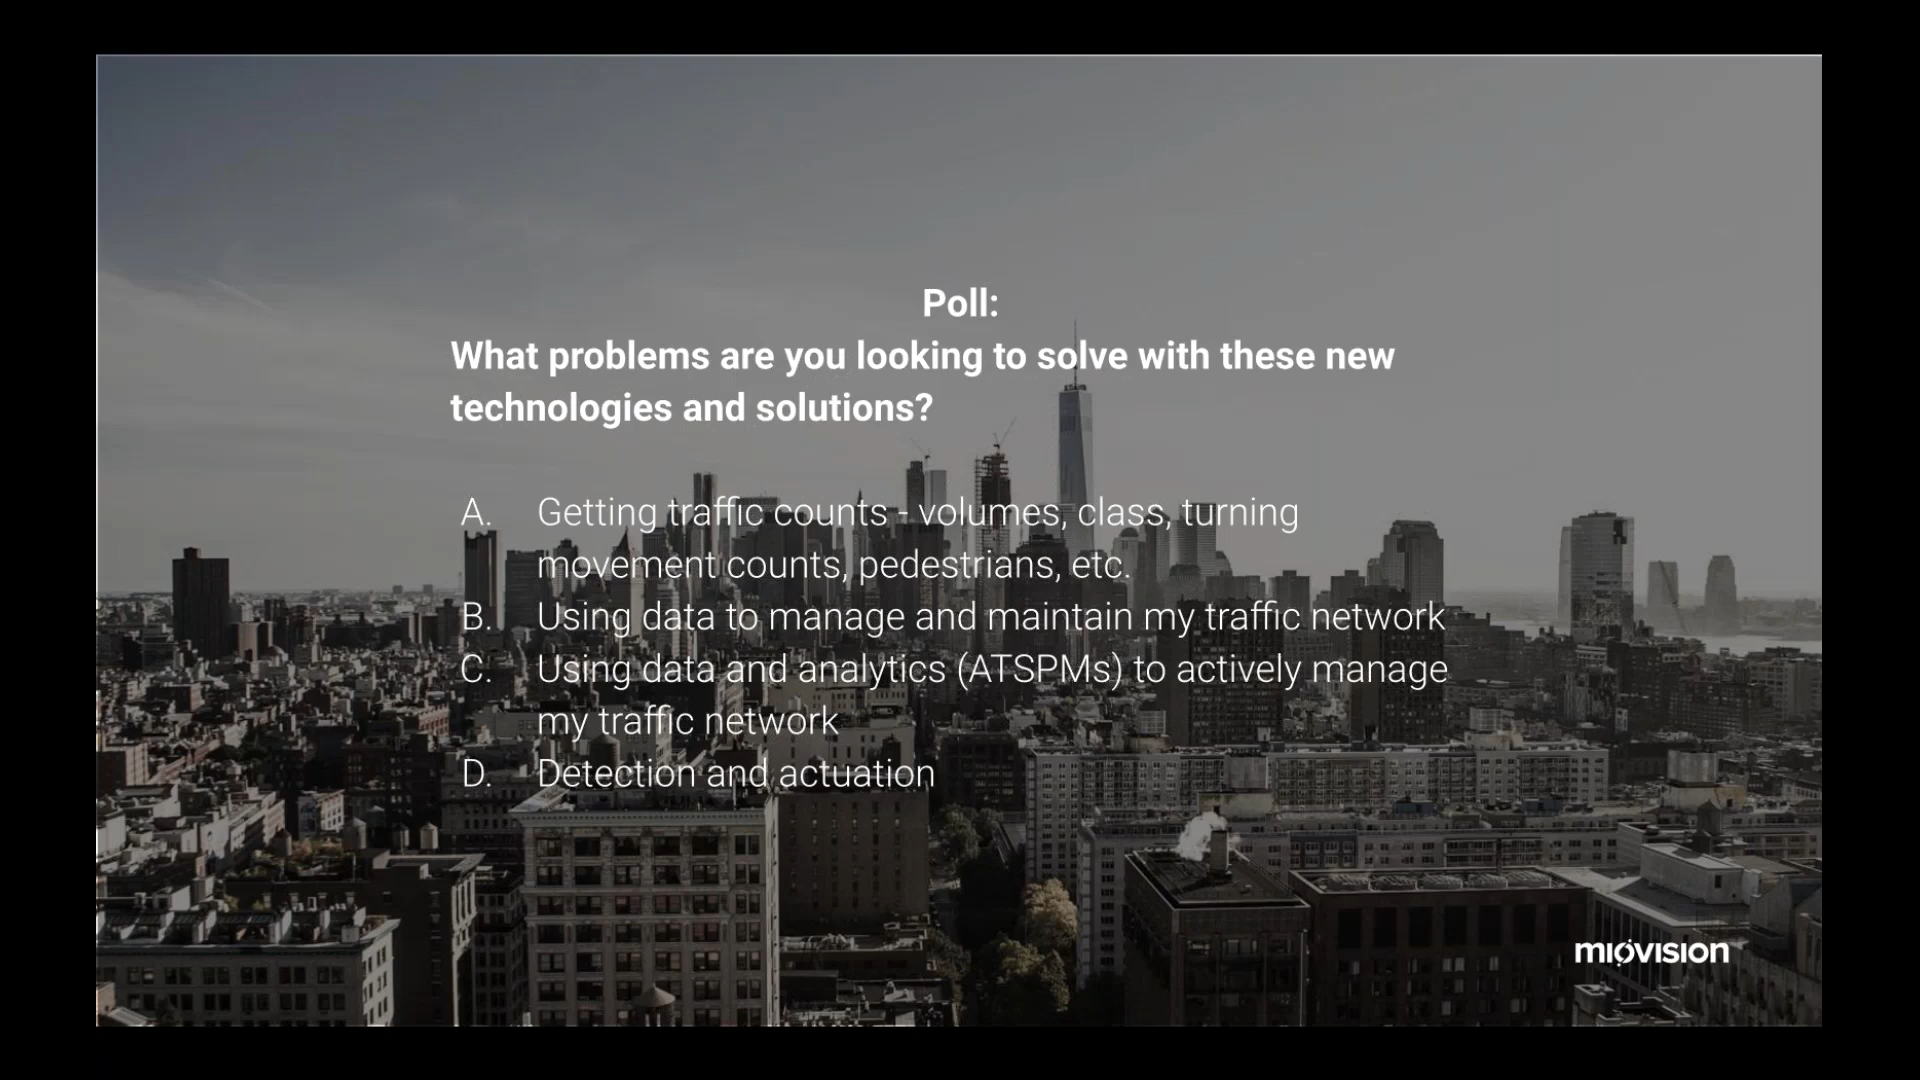 Poll:
What problems are you looking to solve with these new
technologies and solutions?
A. Getting traffic counts - volumes, class, turning
movement counts, pedestrians, etc.
B. Using data to manage and maintain my traffic network
C. Using data and analytics (ATSPMs) to actively manage
my traffic network
D. Detection and actuation
miovision